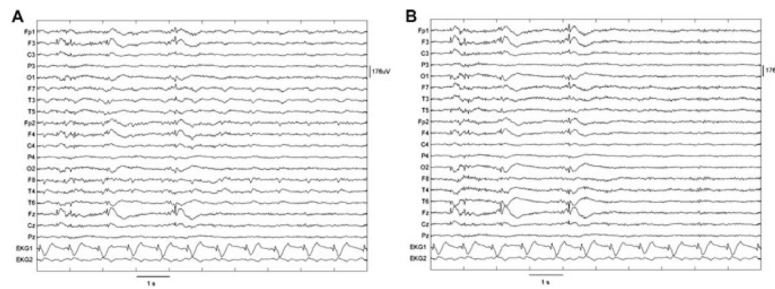 A
Fp1
F3
C3
P3
O1
F7
T3
T5
Fp2
F4
C4
P4
O2
F8
T4
T6
Fz
Cz
Pz
EKG1
EKG2
176uV
1 s
B
Fp1
F3
C3
P3
O1
F7
T3
T5
Fp2
F4
C4
P4
O2
F8
T4
T6
Fz
Cz
Pz
EKG1
EKG2
176
1 s